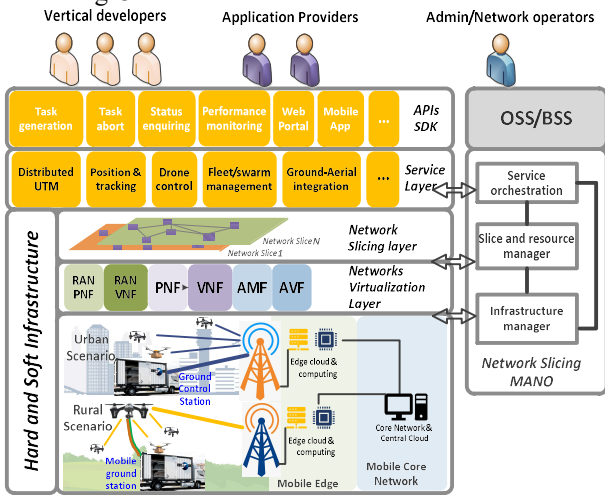 Vertical developers
Application Providers
Admin/Network operators
Task
generation
Task
abort
Status
enquiring
Performance
monitoring
Web
Portal
Mobile
App
...
APIs
SDK
OSS/BSS
Distributed
UTM
Position &
tracking
Drone
control
Fleet/swarm
management
Ground-Aerial
integration
...
Service
Layer
Service
orchestration
Hard and Soft Infrastructure
Network Slice N
Network Slice 1
Network
Slicing layer
Slice and resource
manager
RAN
PNF
RAN
VNF
PNF
VNF
AMF
AVF
Networks
Virtualization
Layer
Infrastructure
manager
Network Slicing
MANO
Urban
Scenario
Ground
Control
Station
Edge cloud &
computing
Rural
Scenario
Mobile
ground
station
Edge cloud &
computing
Core Network &
Central Cloud
Mobile Edge
Mobile Core
Network